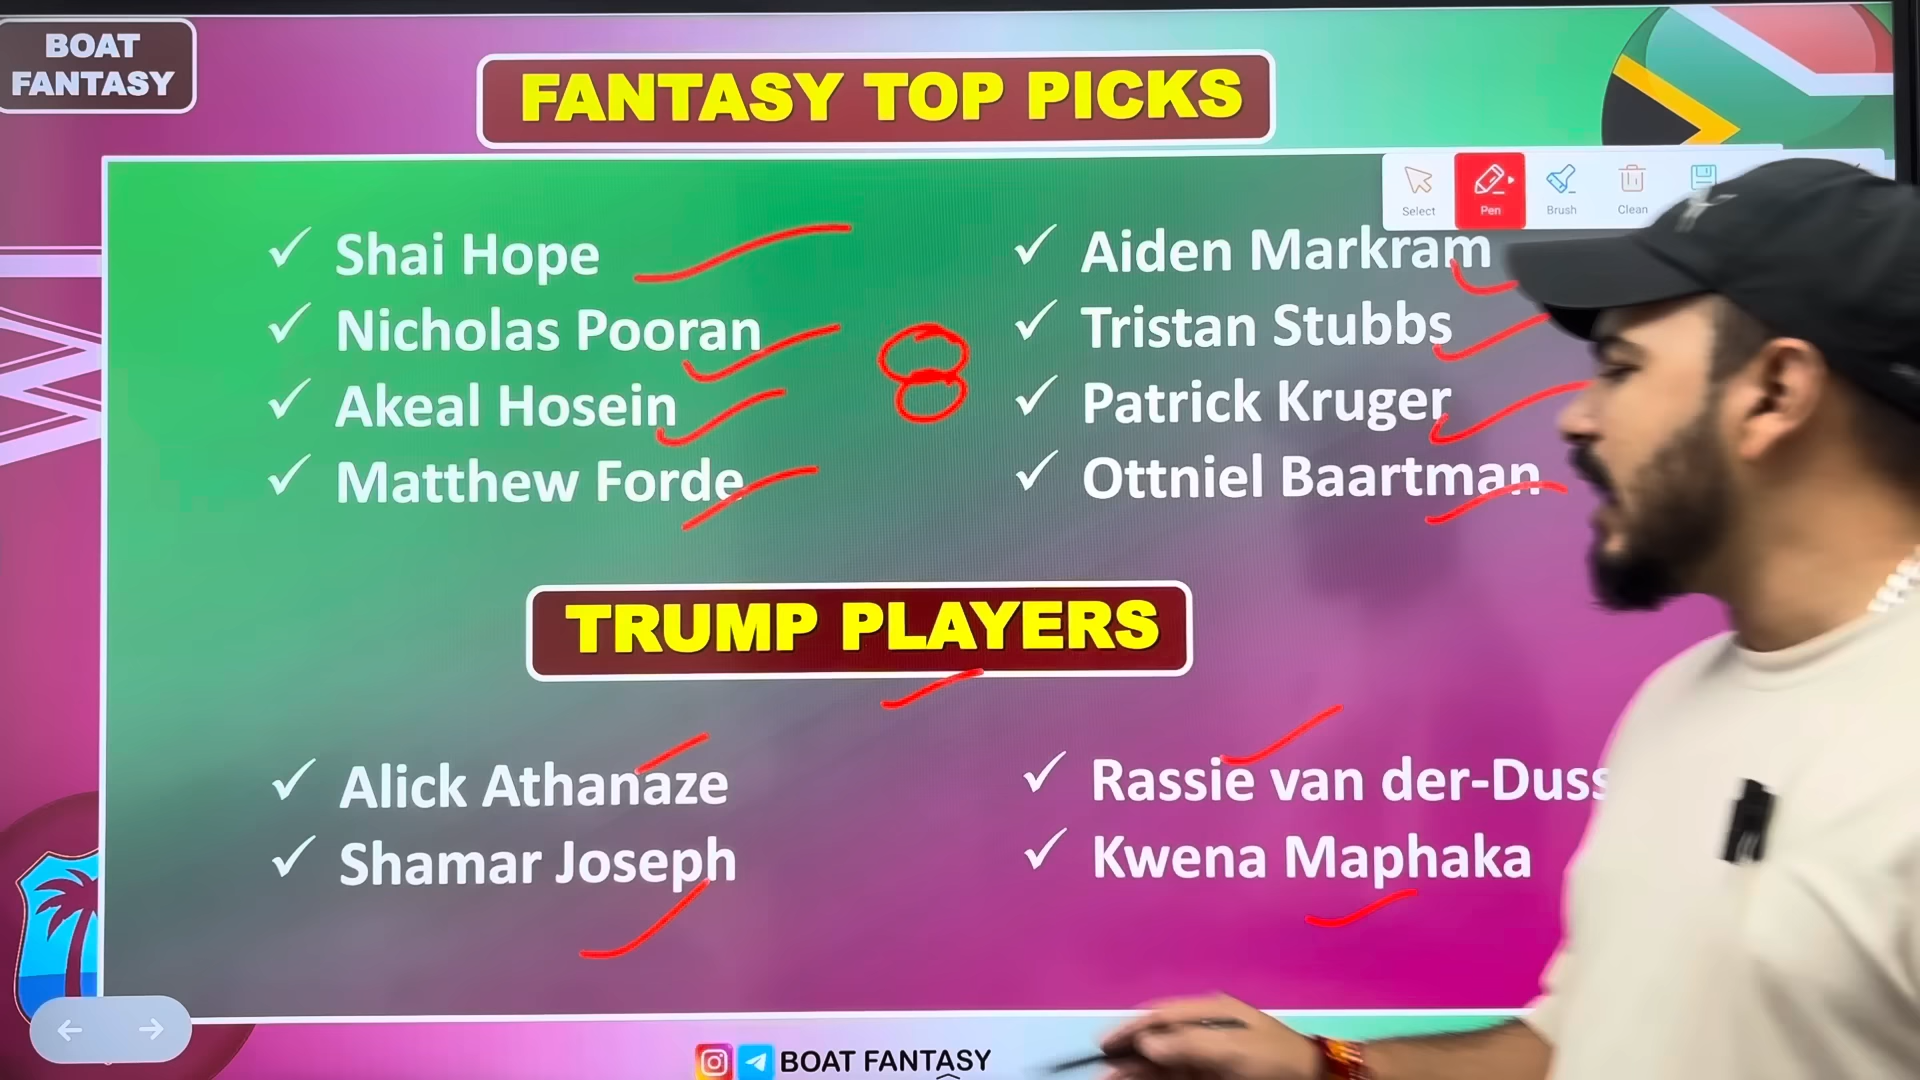 BOAT
FANTASY
FANTASY TOP PICKS
Select
Pen
Brush
Clean
✓ Shai Hope
✓ Nicholas Pooran
✓ Akeal Hosein
✓ Matthew Forde
8
✓ Aiden Markram
✓ Tristan Stubbs
✓ Patrick Kruger
✓ Ottniel Baartman
TRUMP PLAYERS
✓ Alick Athanaze
✓ Shamar Joseph
✓ Rassie van der-Duss
✓ Kwena Maphaka
BOAT FANTASY